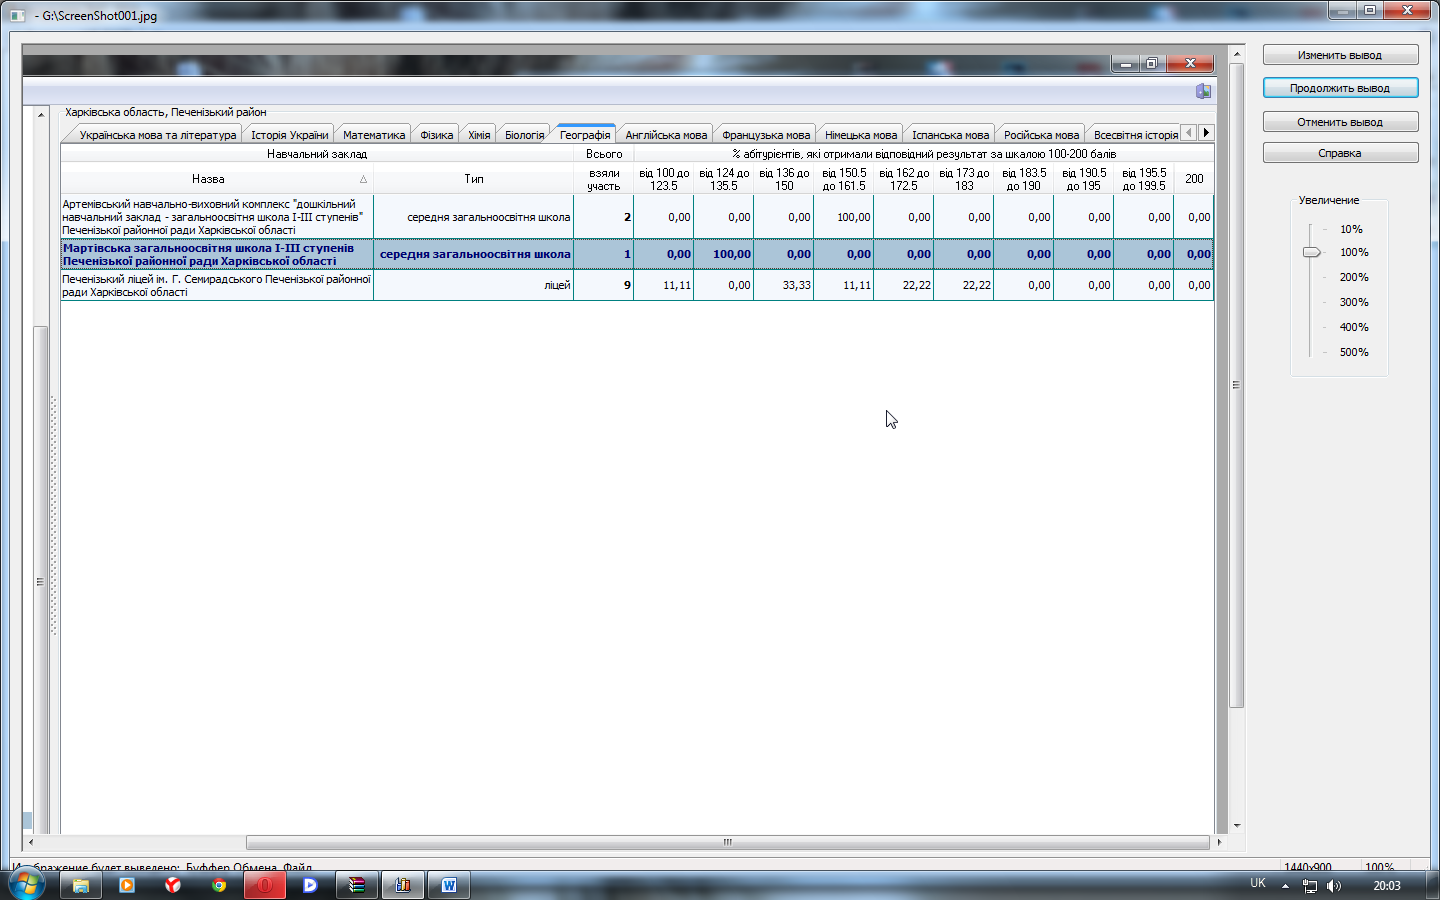 - G:\ScreenShot001.jpg
Изменить вывод
Продолжить вывод
Отменить вывод
Справка
Увеличение
10%
100%
200%
300%
400%
500%
Харківська область, Печенізький район
Українська мова та література Історія України Математика Фізика Хімія Біологія Географія Англійська мова Французька мова Німецька мова Іспанська мова Російська мова Всесвітня історія
Навчальний заклад Всього % абітурієнтів, які отримали відповідний результат за шкалою 100-200 балів
Назва Тип взяли участь від 100 до 123.5 від 124 до 135.5 від 136 до 150 від 150.5 до 161.5 від 162 до 172.5 від 173 до 183 від 183.5 до 190 від 190.5 до 195 від 195.5 до 199.5 200
Артемівський навчально-виховний комплекс "дошкільний
навчальний заклад - загальноосвітня школа І-ІІІ ступенів" середня загальноосвітня школа 2 0,00 0,00 0,00 100,00 0,00 0,00 0,00 0,00 0,00 0,00
Печенізької районної ради Харківської області
Мартівська загальноосвітня школа І-ІІІ ступенів
Печенізької районної ради Харківської області середня загальноосвітня школа 1 0,00 100,00 0,00 0,00 0,00 0,00 0,00 0,00 0,00 0,00
Печенізький ліцей ім. Г. Семирадського Печенізької районної
ради Харківської області ліцей 9 11,11 0,00 33,33 11,11 22,22 22,22 0,00 0,00 0,00 0,00
Изображение будет выведено: Буффер Обмена, Файл
1440x900 100%
UK 20:03